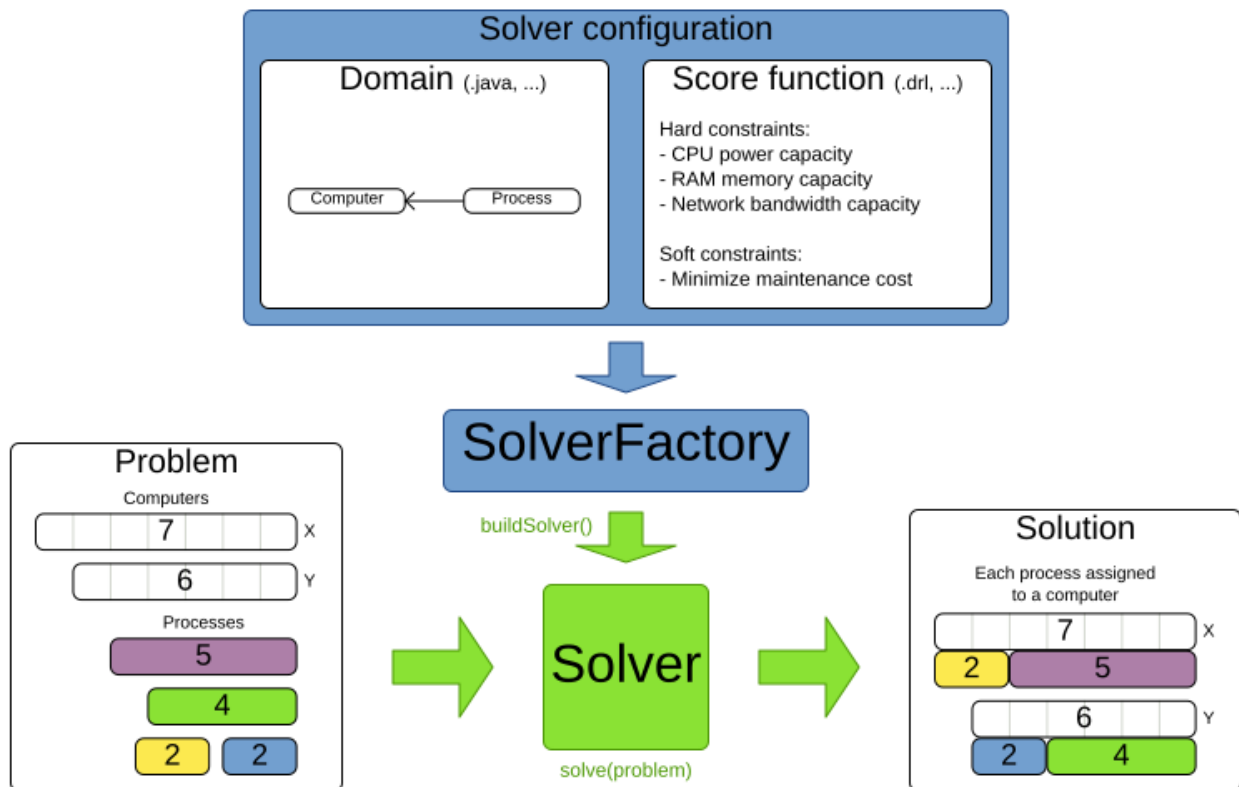 Solver configuration
Domain (.java, ...)
Computer
Process
Score function (.drl, ...)
Hard constraints:
- CPU power capacity
- RAM memory capacity
- Network bandwidth capacity
Soft constraints:
- Minimize maintenance cost
SolverFactory
buildSolver()
Problem
Computers
7 X
6 Y
Processes
5
4
2 2
Solver
solve(problem)
Solution
Each process assigned
to a computer
7 X
2 5
6 Y
2 4